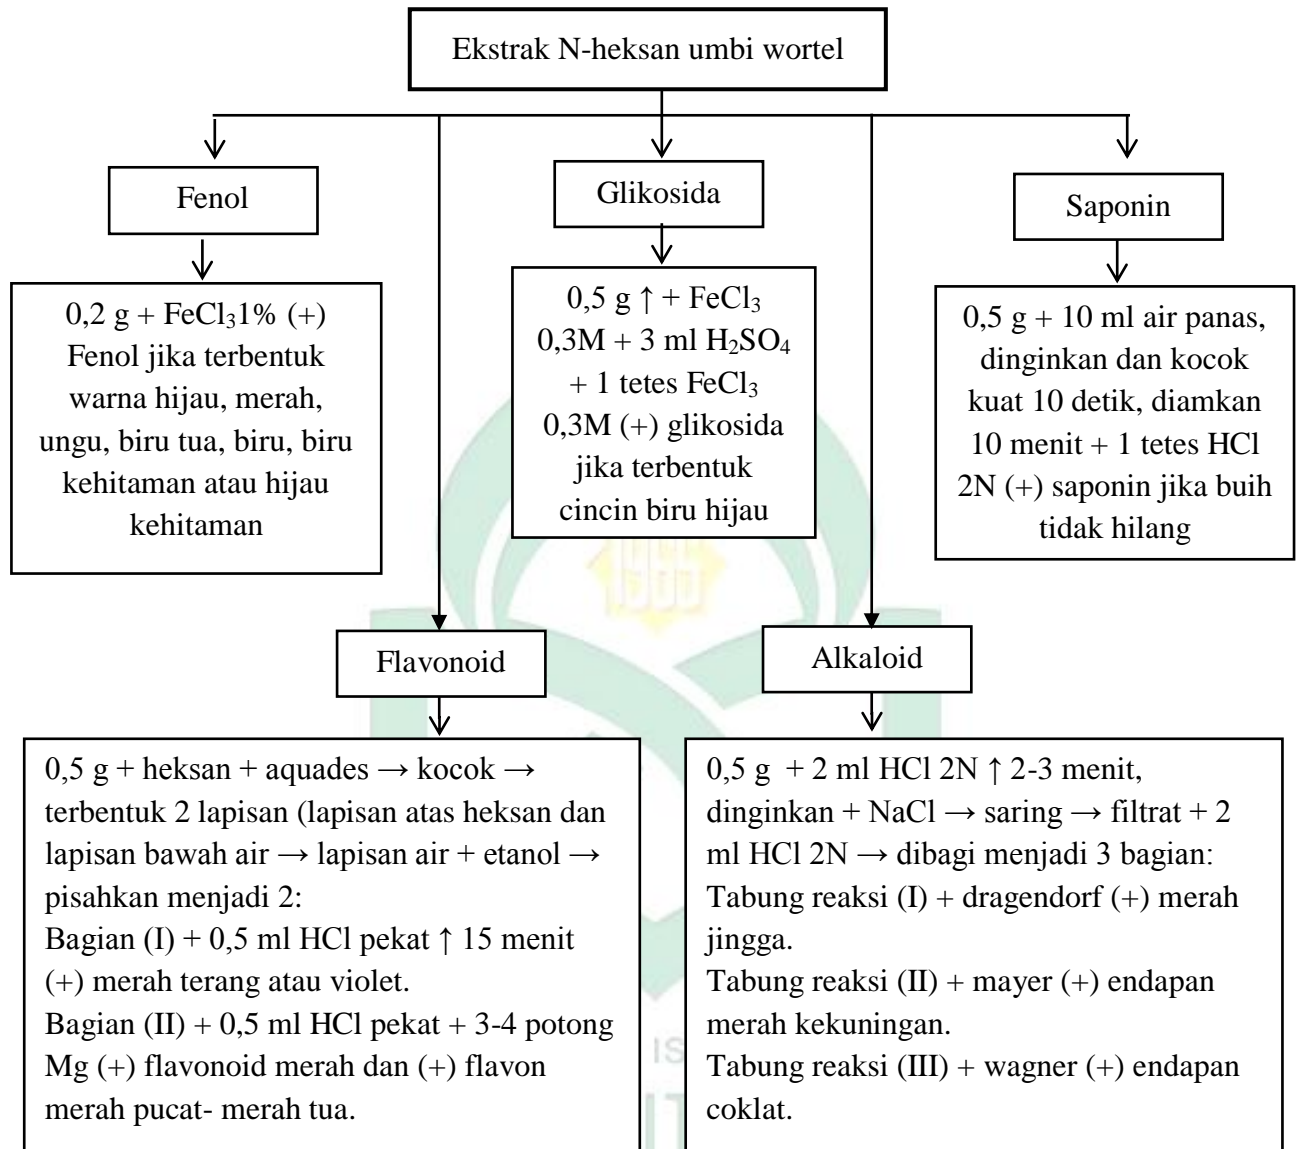 Ekstrak N-heksan umbi wortel
Fenol
Glikosida
Saponin
0,2 g + FeCl₃1% (+)
Fenol jika terbentuk
warna hijau, merah,
ungu, biru tua, biru, biru
kehitaman atau hijau
kehitaman
0,5 g ↑ + FeCl₃
0,3M + 3 ml H₂SO₄
+ 1 tetes FeCl₃
0,3M (+) glikosida
jika terbentuk
cincin biru hijau
0,5 g + 10 ml air panas,
dinginkan dan kocok
kuat 10 detik, diamkan
10 menit + 1 tetes HCl
2N (+) saponin jika buih
tidak hilang
1965
Flavonoid
Alkaloid
0,5 g + heksan + aquades → kocok →
terbentuk 2 lapisan (lapisan atas heksan dan
lapisan bawah air → lapisan air + etanol →
pisahkan menjadi 2:
Bagian (I) + 0,5 ml HCl pekat ↑ 15 menit
(+) merah terang atau violet.
Bagian (II) + 0,5 ml HCl pekat + 3-4 potong
Mg (+) flavonoid merah dan (+) flavon
merah pucat- merah tua.
0,5 g  + 2 ml HCl 2N ↑ 2-3 menit,
dinginkan + NaCl → saring → filtrat + 2
ml HCl 2N → dibagi menjadi 3 bagian:
Tabung reaksi (I) + dragendorf (+) merah
jingga.
Tabung reaksi (II) + mayer (+) endapan
merah kekuningan.
Tabung reaksi (III) + wagner (+) endapan
coklat.